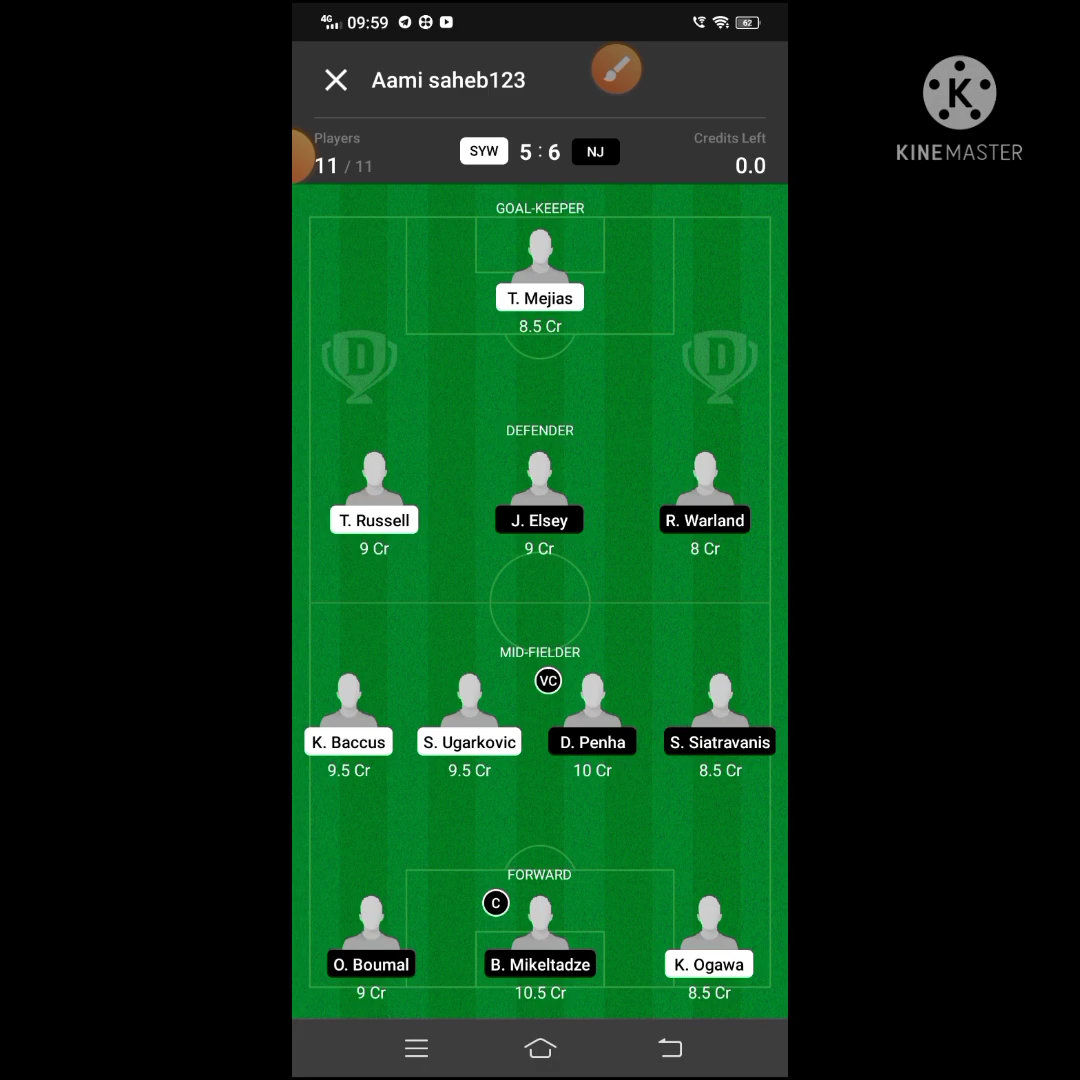 4G 09:59 62
Aami saheb123
Players
11 / 11
SYW 5 : 6 NJ
Credits Left
0.0
GOAL-KEEPER
T. Mejias
8.5 Cr
D D
DEFENDER
T. Russell J. Elsey R. Warland
9 Cr 9 Cr 8 Cr
MID-FIELDER
VC
K. Baccus S. Ugarkovic D. Penha S. Siatravanis
9.5 Cr 9.5 Cr 10 Cr 8.5 Cr
FORWARD
C
O. Boumal B. Mikeltadze K. Ogawa
9 Cr 10.5 Cr 8.5 Cr
K
KINEMASTER